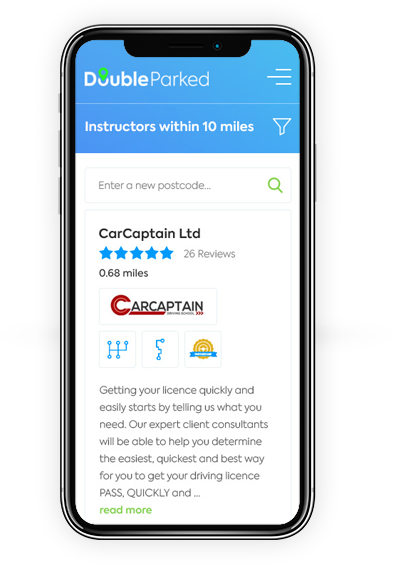 DoubleParked
Instructors within 10 miles
Enter a new postcode...
CarCaptain Ltd
26 Reviews
0.68 miles
CARCAPTAIN
DRIVING SCHOOL
Getting your licence quickly and
easily starts by telling us what you
need. Our expert client consultants
will be able to help you determine
the easiest, quickest and best way
for you to get your driving licence
PASS, QUICKLY and ...
read more